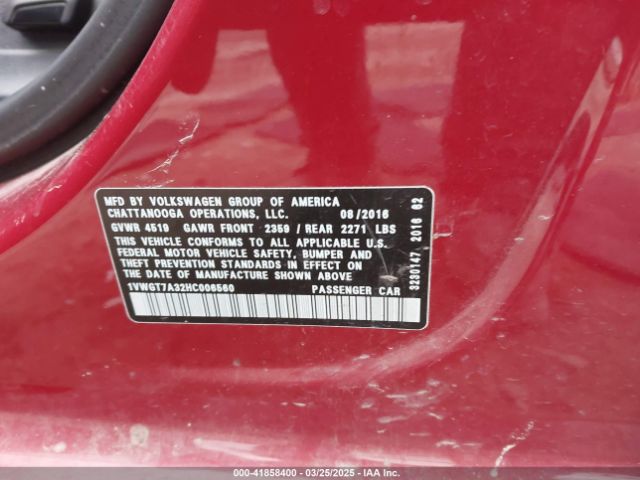 MFD BY VOLKSWAGEN GROUP OF AMERICA
CHATTANOOGA OPERATIONS, LLC. 08/2016
GVWR 4519 GAWR FRONT 2359 / REAR 2271 LBS
THIS VEHICLE CONFORMS TO ALL APPLICABLE U.S.
FEDERAL MOTOR VEHICLE SAFETY, BUMPER AND
THEFT PREVENTION STANDARDS IN EFFECT ON
THE DATE OF MANUFACTURE SHOWN ABOVE
1VWGT7A32HC006560 PASSENGER CAR
3230147 2016 62
000-41858400 - 03/25/2025 - IAA Inc.